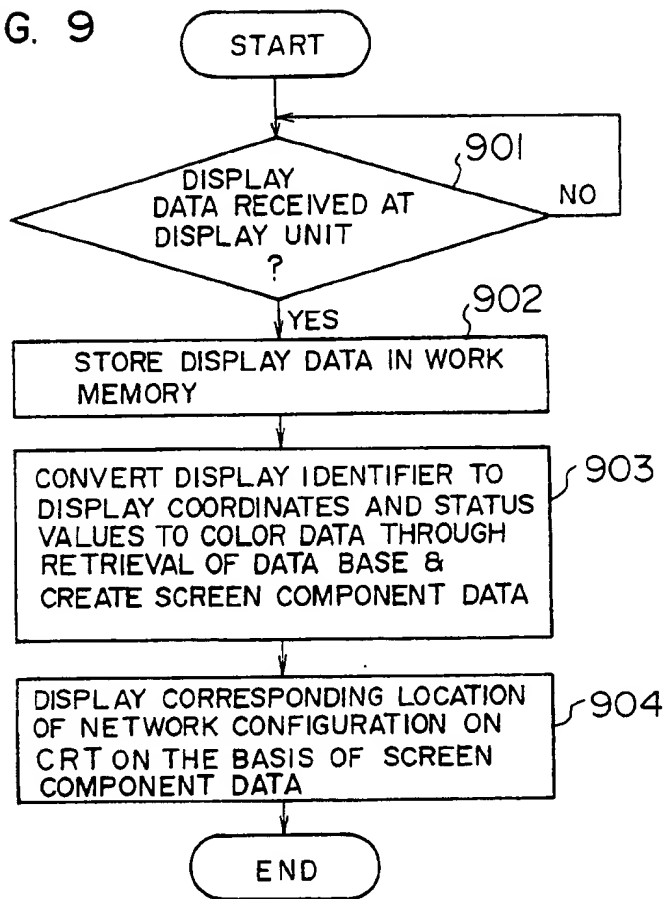 G. 9
START
901
DISPLAY
DATA RECEIVED AT
DISPLAY UNIT
?
NO
YES
902
STORE DISPLAY DATA IN WORK
MEMORY
903
CONVERT DISPLAY IDENTIFIER TO
DISPLAY COORDINATES AND STATUS
VALUES TO COLOR DATA THROUGH
RETRIEVAL OF DATA BASE &
CREATE SCREEN COMPONENT DATA
904
DISPLAY CORRESPONDING LOCATION
OF NETWORK CONFIGURATION ON
CRT ON THE BASIS OF SCREEN
COMPONENT DATA
END